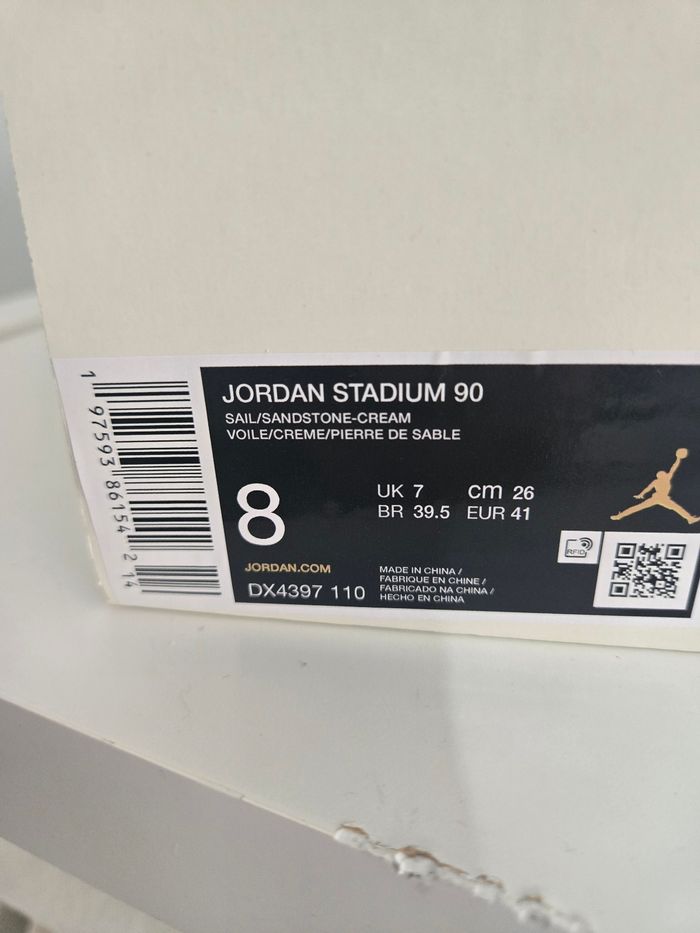 JORDAN STADIUM 90
SAIL/SANDSTONE-CREAM
VOILE/CREME/PIERRE DE SABLE
8
UK 7 cm 26
BR 39.5 EUR 41
JORDAN.COM
DX4397 110
MADE IN CHINA /
FABRIQUE EN CHINE /
FABRICADO NA CHINA /
HECHO EN CHINA
RFID
1 97593 86154 2 14